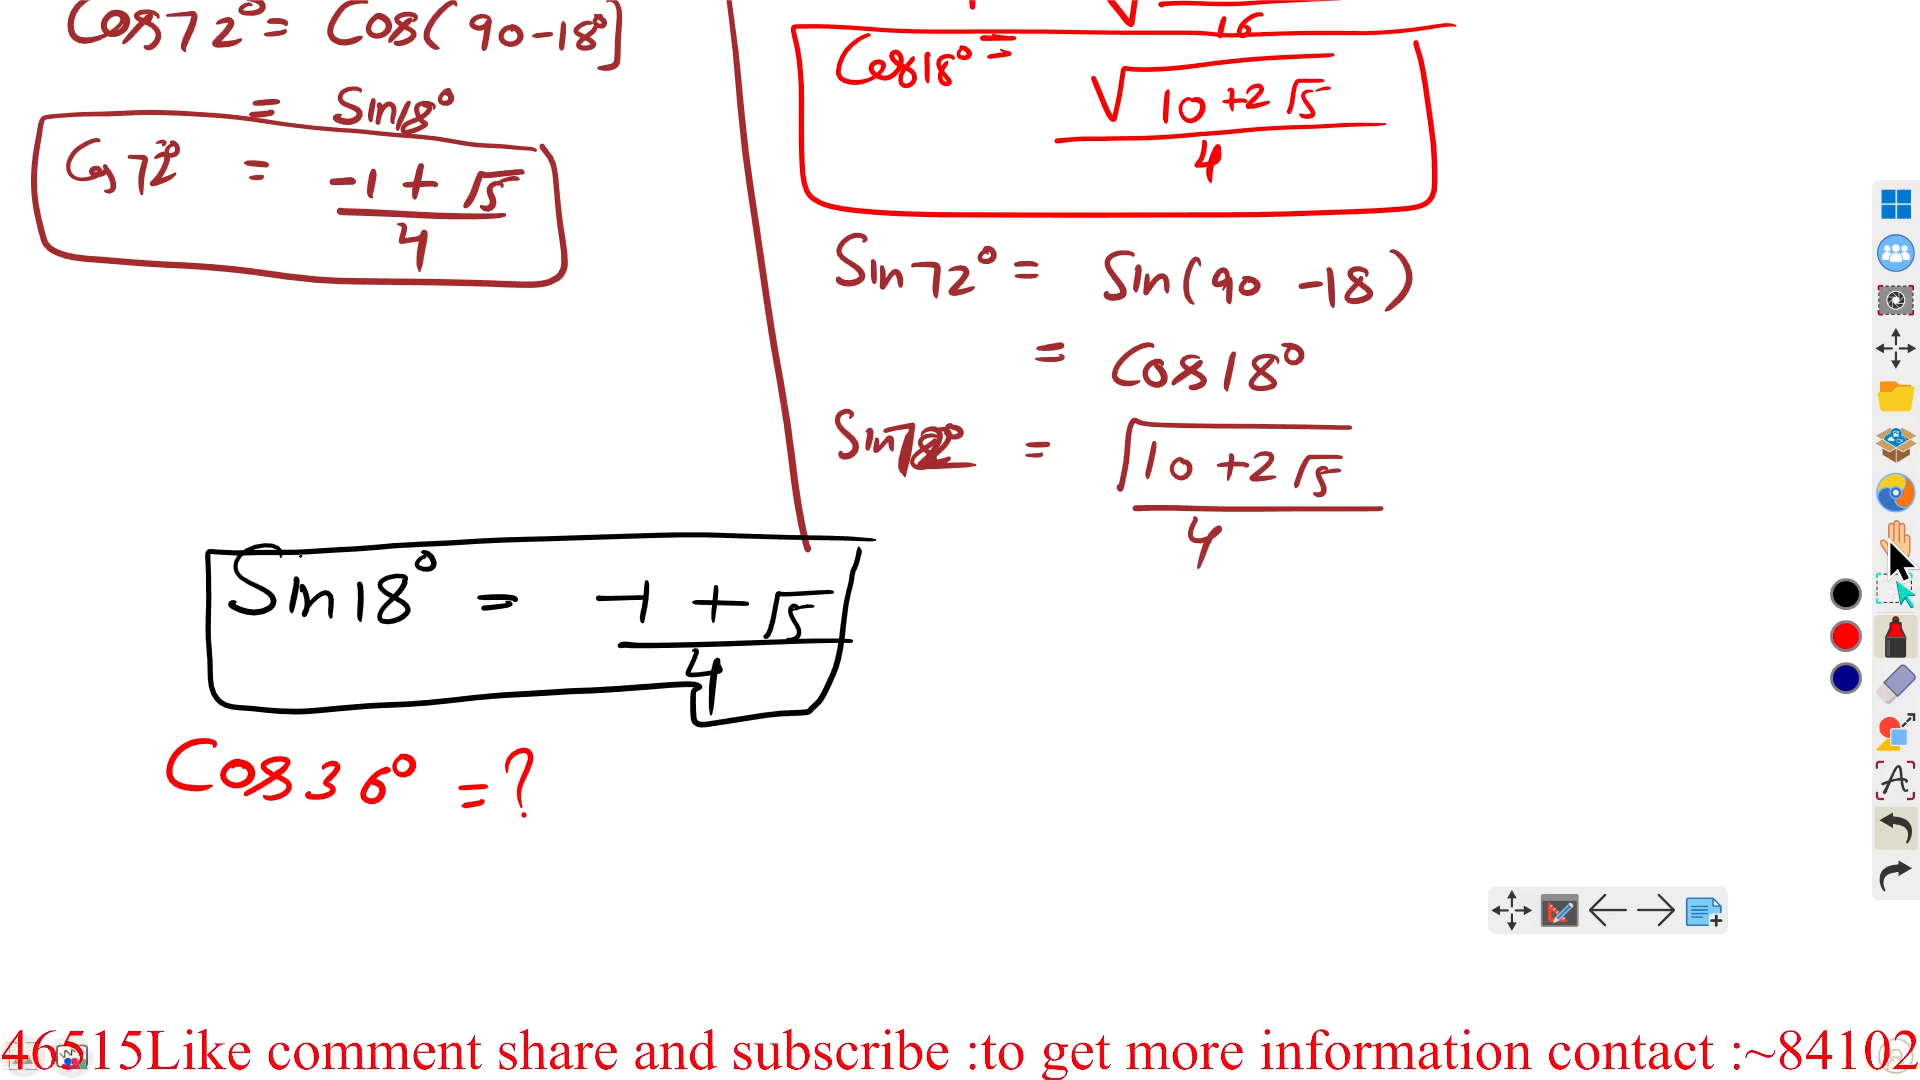 Cos72° = Cos(90-18°]
= Sin18°
Cos72° = -1 + √5
4
16
Cos18° =
√10 +2 √5
4
Sin72° = Sin(90 -18)
= Cos18°
Sin72° = √10 +2 √5
4
Sin18° = -1 + √5
4
Cos36° = ?
46515Like comment share and subscribe :to get more information contact :~84102